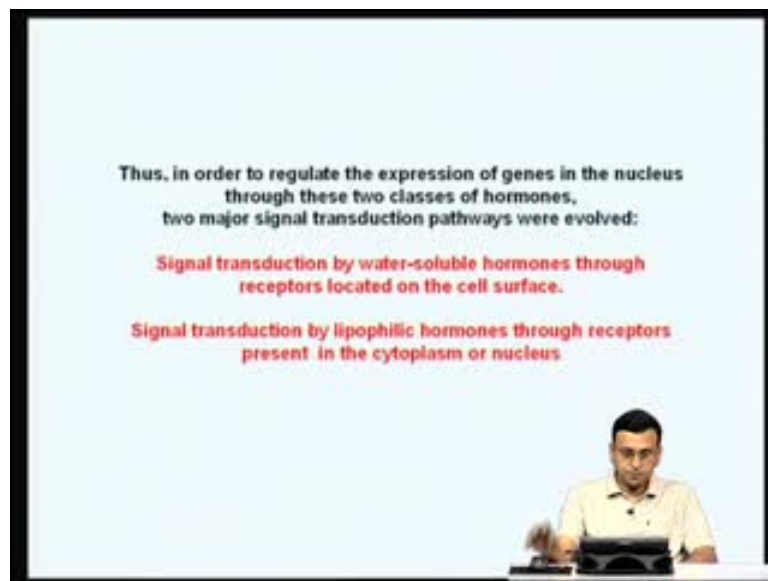 Thus, in order to regulate the expression of genes in the nucleus
through these two classes of hormones,
two major signal transduction pathways were evolved:
Signal transduction by water-soluble hormones through
receptors located on the cell surface.
Signal transduction by lipophilic hormones through receptors
present in the cytoplasm or nucleus